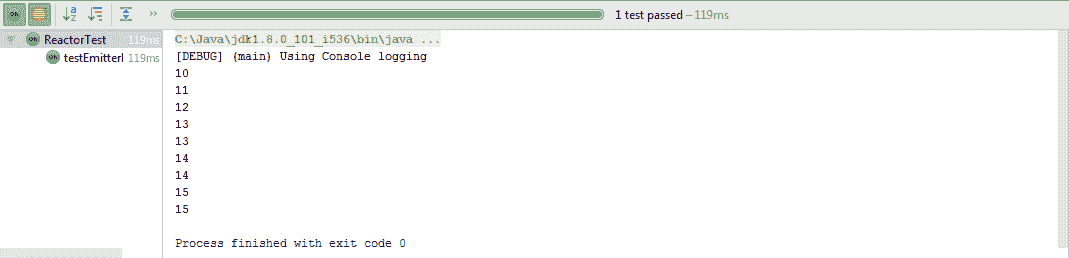 1 test passed – 119ms
ReactorTest 119ms
testEmitterI 119ms
C:\Java\jdk1.8.0_101_i536\bin\java ...
[DEBUG] (main) Using Console logging
10
11
12
13
13
14
14
15
15
Process finished with exit code 0